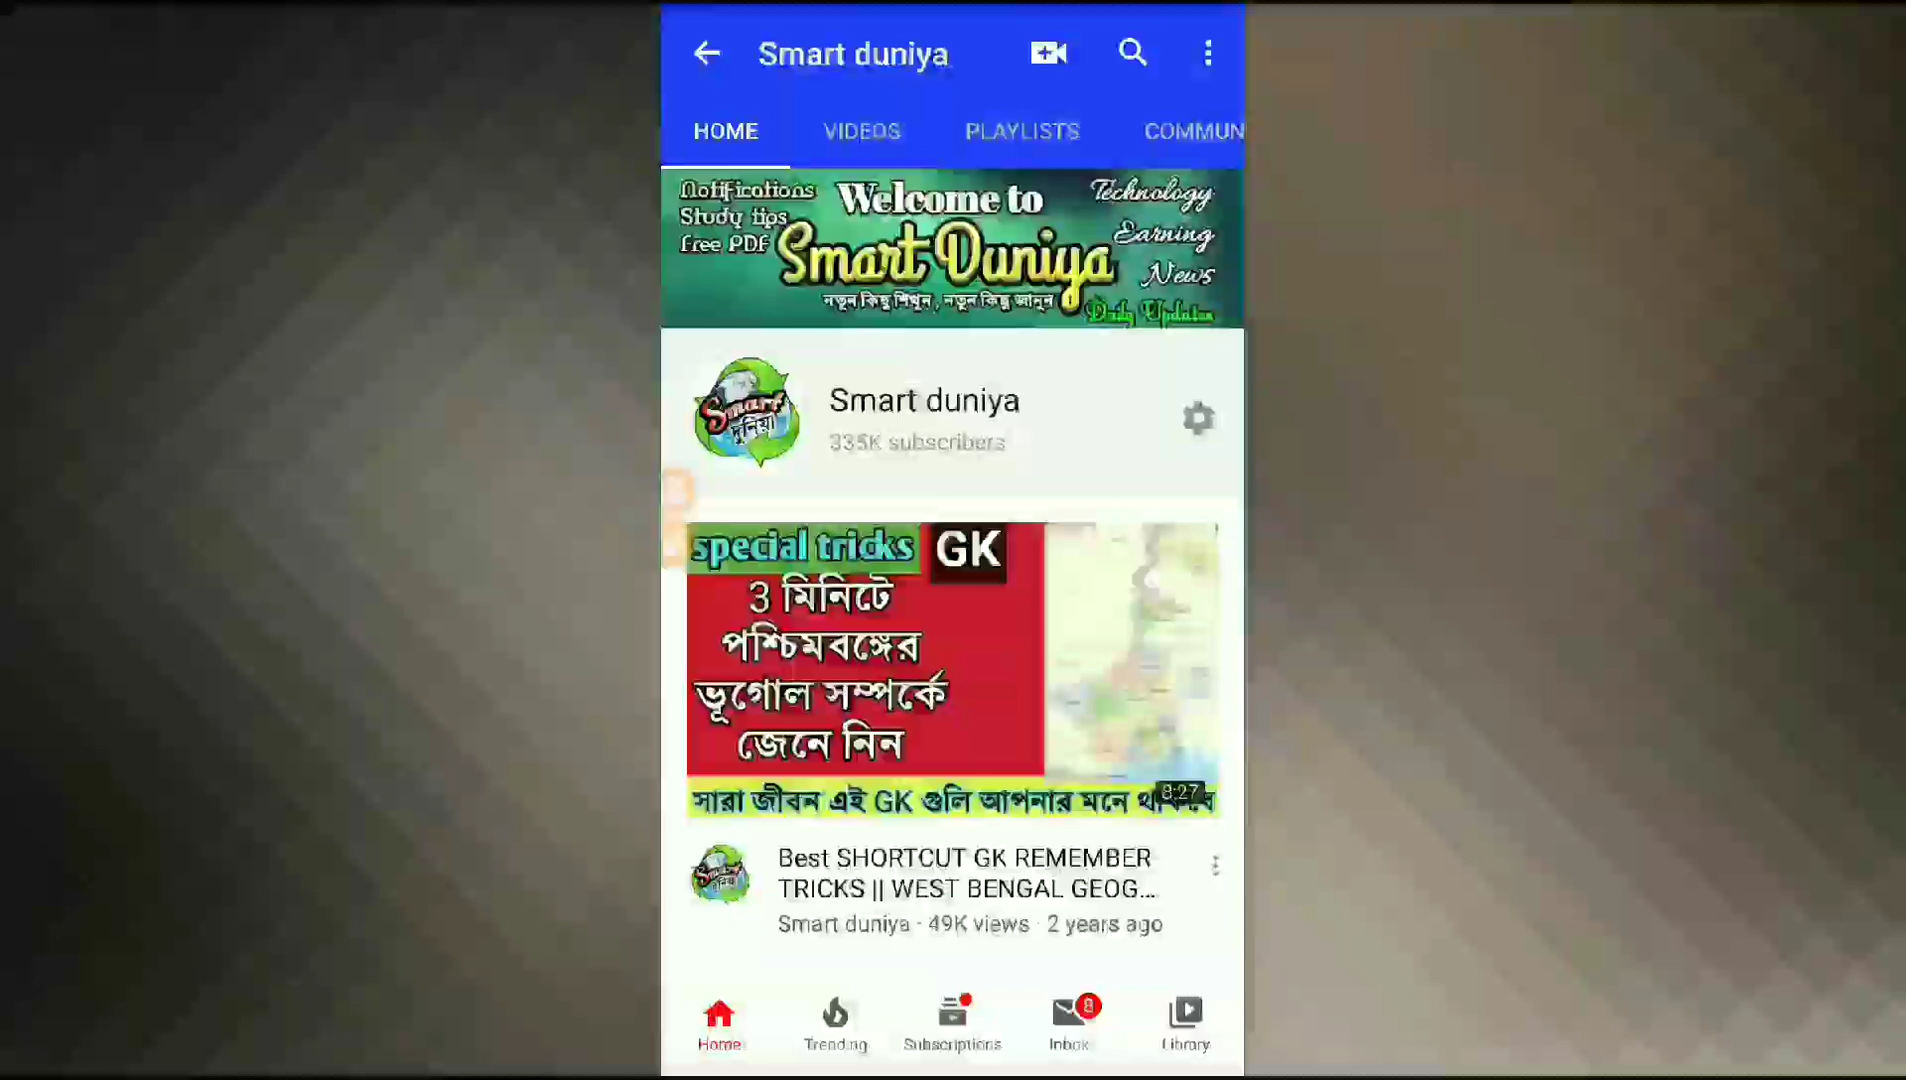 Smart duniya
HOME VIDEOS PLAYLISTS COMMUN
Notifications
Study tips
free PDF
Welcome to
Smart Duniya
নতুন কিছু শিখুন , নতুন কিছু জানুন
Technology
Earning
News
Daily Updates
Smart
দুনিয়া
Smart duniya
335K subscribers
special tricks GK
3 মিনিটে
পশ্চিমবঙ্গের
ভূগোল সম্পর্কে
জেনে নিন
সারা জীবন এই GK গুলি আপনার মনে থাকবে
8:27
Best SHORTCUT GK REMEMBER
TRICKS || WEST BENGAL GEOG...
Smart duniya · 49K views · 2 years ago
8
Home Trending Subscriptions Inbox Library